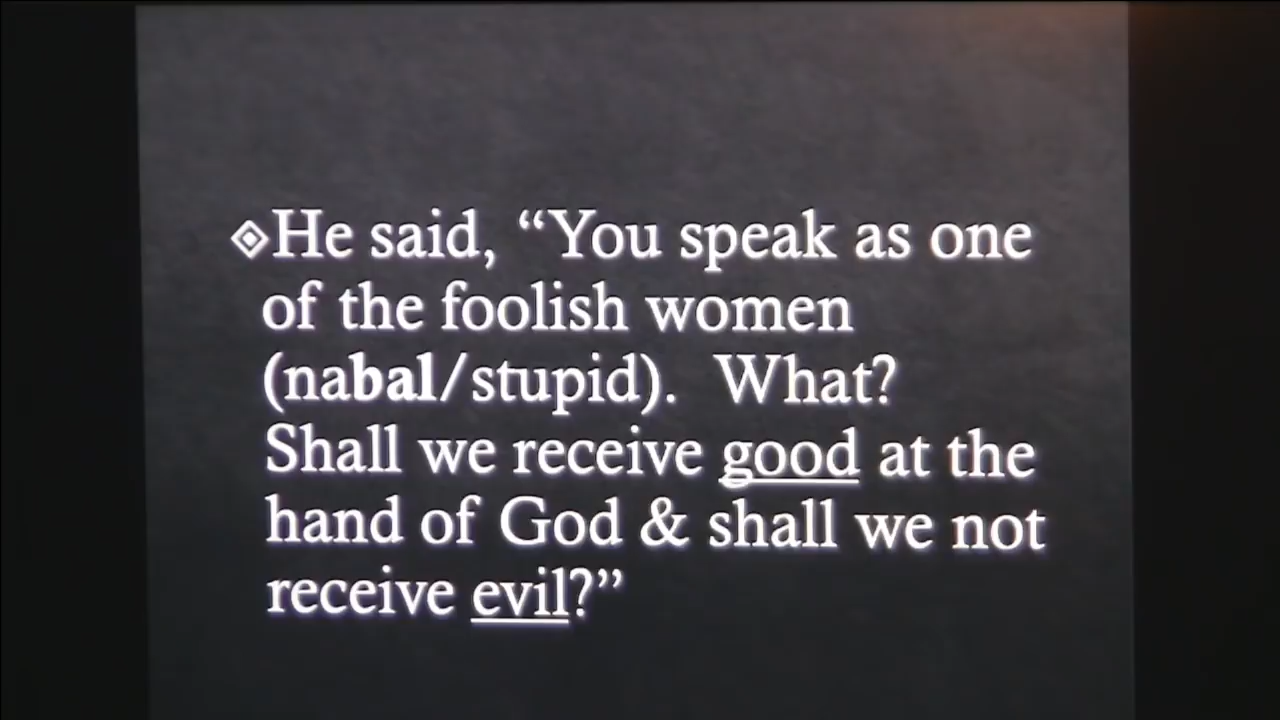 He said, “You speak as one
of the foolish women
(nabal/stupid).  What?
Shall we receive good at the
hand of God & shall we not
receive evil?”